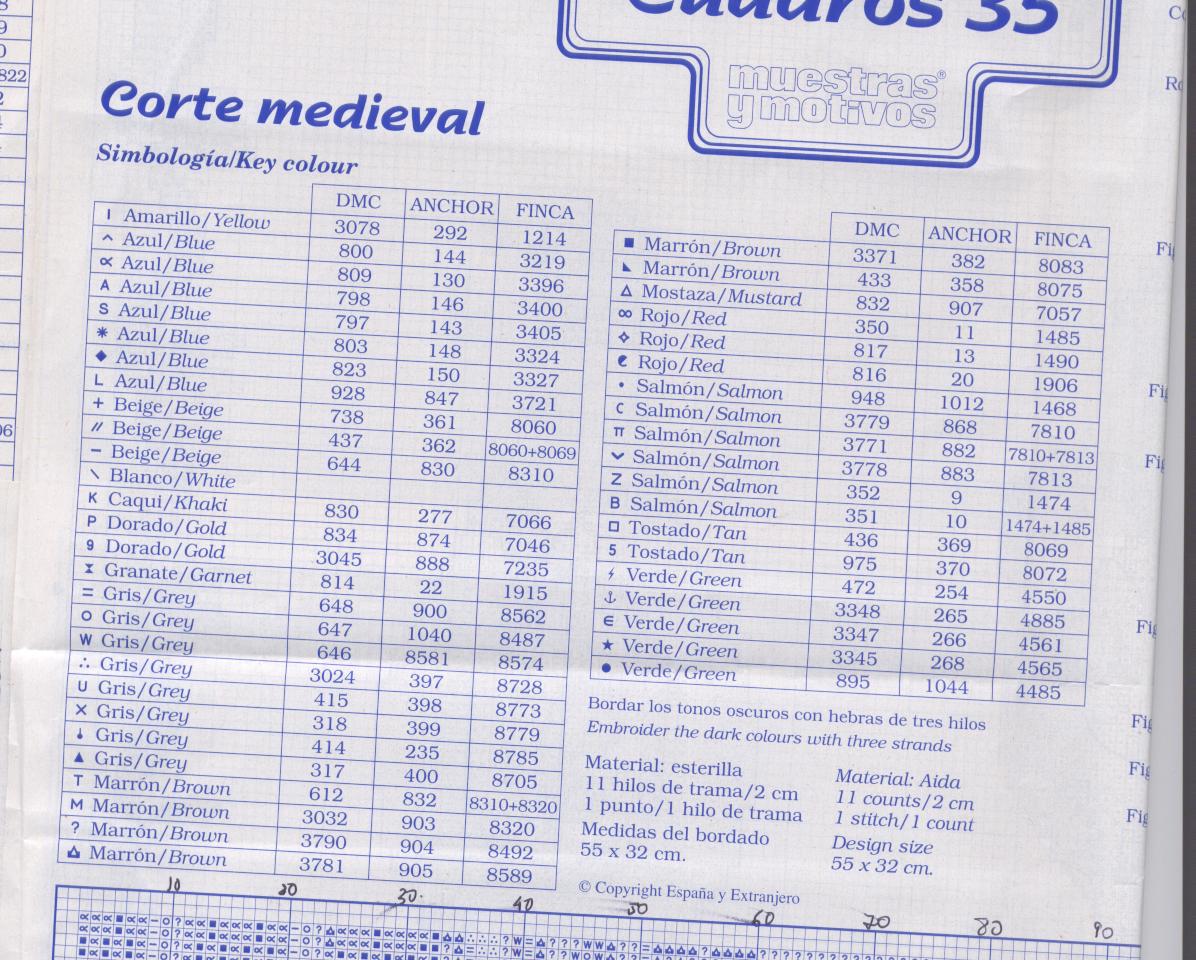 822
Cuadros 35
muestras®
y motivos
Corte medieval
Simbología/Key colour
DMC ANCHOR FINCA
I Amarillo/Yellow 3078 292 1214
^ Azul/Blue 800 144 3219
∝ Azul/Blue 809 130 3396
A Azul/Blue 798 146 3400
S Azul/Blue 797 143 3405
* Azul/Blue 803 148 3324
◆ Azul/Blue 823 150 3327
L Azul/Blue 928 847 3721
+ Beige/Beige 738 361 8060
// Beige/Beige 437 362 8060+8069
− Beige/Beige 644 830 8310
\ Blanco/White
K Caqui/Khaki 830 277 7066
P Dorado/Gold 834 874 7046
9 Dorado/Gold 3045 888 7235
⧗ Granate/Garnet 814 22 1915
= Gris/Grey 648 900 8562
O Gris/Grey 647 1040 8487
W Gris/Grey 646 8581 8574
∴ Gris/Grey 3024 397 8728
U Gris/Grey 415 398 8773
× Gris/Grey 318 399 8779
Gris/Grey 414 235 8785
▲ Gris/Grey 317 400 8705
T Marrón/Brown 612 832 8310+8320
M Marrón/Brown 3032 903 8320
? Marrón/Brown 3790 904 8492
Marrón/Brown 3781 905 8589
DMC ANCHOR FINCA
■ Marrón/Brown 3371 382 8083
◣ Marrón/Brown 433 358 8075
△ Mostaza/Mustard 832 907 7057
∞ Rojo/Red 350 11 1485
Rojo/Red 817 13 1490
Rojo/Red 816 20 1906
• Salmón/Salmon 948 1012 1468
C Salmón/Salmon 3779 868 7810
π Salmón/Salmon 3771 882 7810+7813
⌄ Salmón/Salmon 3778 883 7813
Z Salmón/Salmon 352 9 1474
B Salmón/Salmon 351 10 1474+1485
□ Tostado/Tan 436 369 8069
5 Tostado/Tan 975 370 8072
Verde/Green 472 254 4550
⚓ Verde/Green 3348 265 4885
∈ Verde/Green 3347 266 4561
★ Verde/Green 3345 268 4565
● Verde/Green 895 1044 4485
Bordar los tonos oscuros con hebras de tres hilos
Embroider the dark colours with three strands
Material: esterilla
11 hilos de trama/2 cm
1 punto/1 hilo de trama
Medidas del bordado
55 x 32 cm.
Material: Aida
11 counts/2 cm
1 stitch/1 count
Design size
55 x 32 cm.
© Copyright España y Extranjero
10 20 30 40 50 60 70 80 90